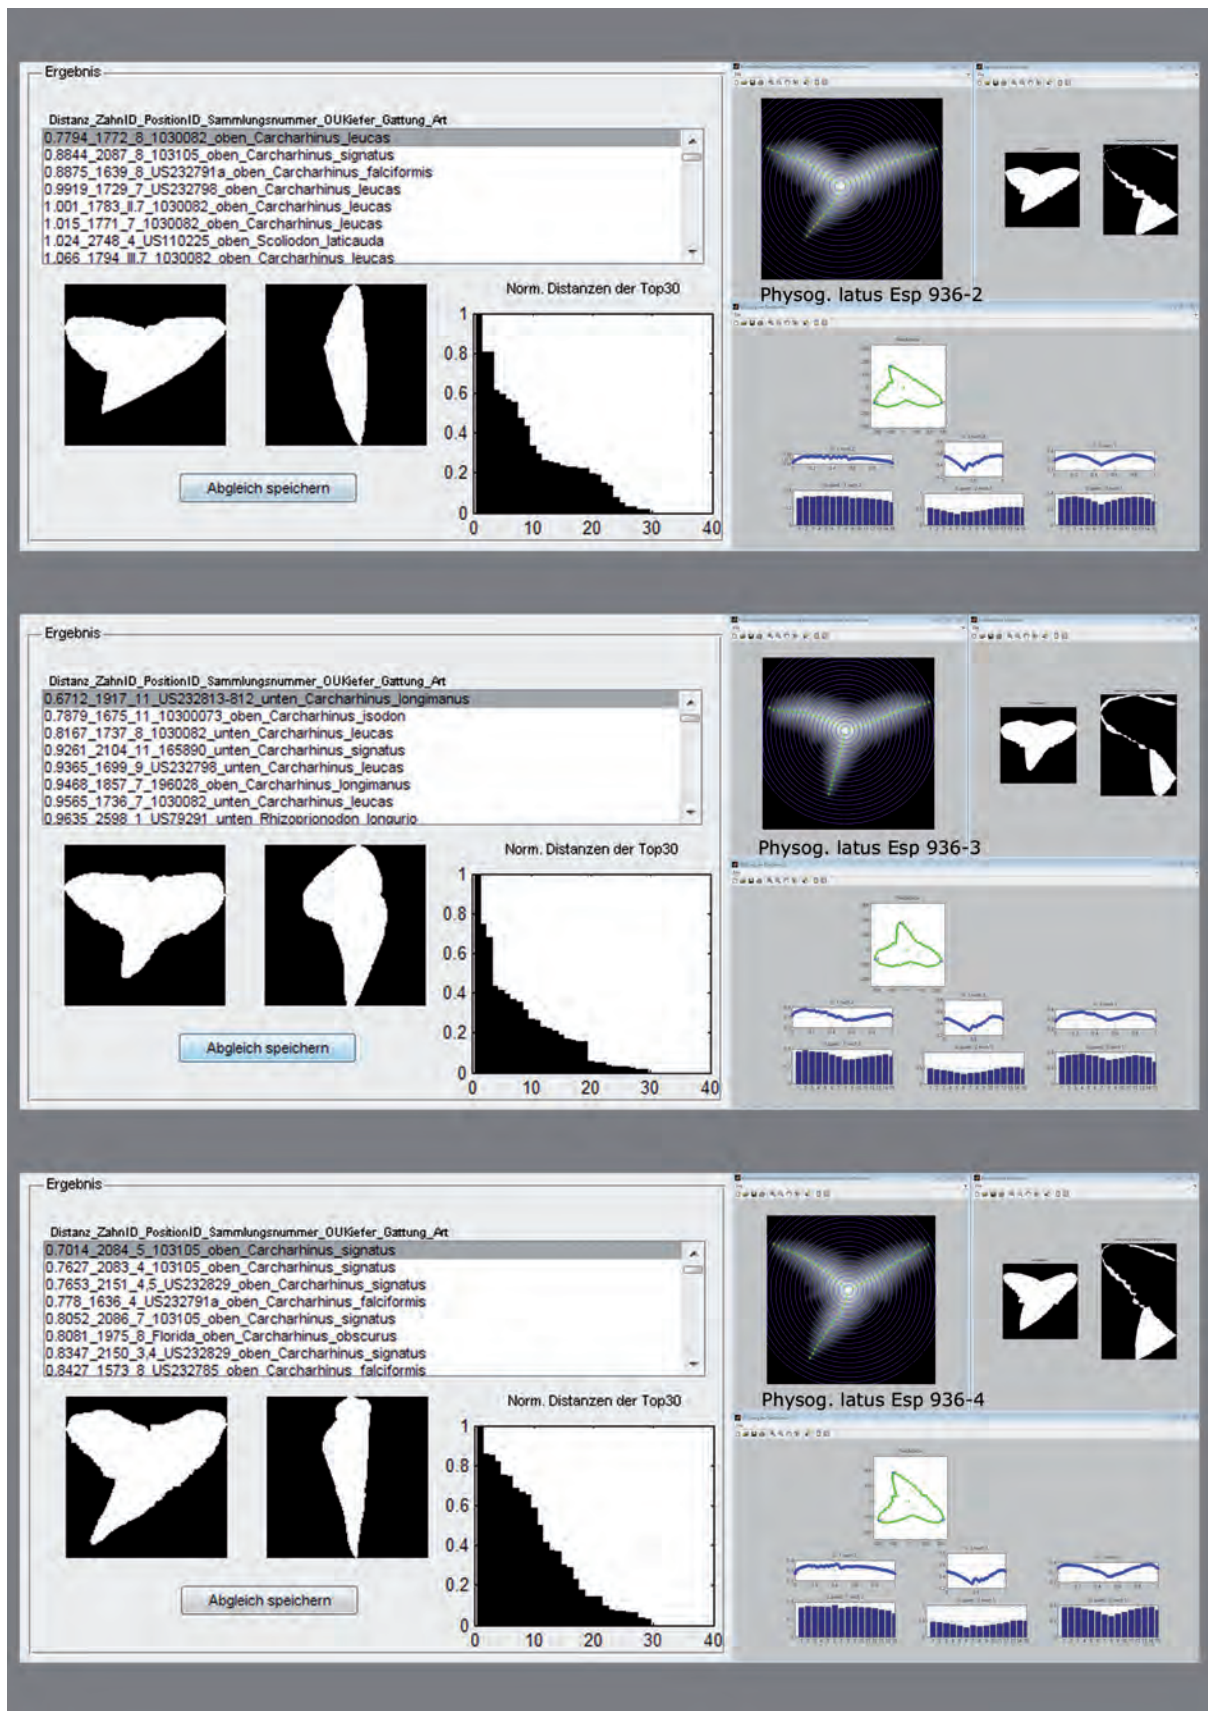 Ergebnis
Distanz_ZahnID_PositionID_Sammlungsnummer_OUKiefer_Gattung_Art
0.7794_1772_8_1030082_oben_Carcharhinus_leucas
0.8844_2087_8_103105_oben_Carcharhinus_signatus
0.8875_1639_8_US232791a_oben_Carcharhinus_falciformis
0.9919_1729_7_US232798_oben_Carcharhinus_leucas
1.001_1783_II.7_1030082_oben_Carcharhinus_leucas
1.015_1771_7_1030082_oben_Carcharhinus_leucas
1.024_2748_4_US110225_oben_Scoliodon_laticauda
1.066_1794_III.7_1030082_oben_Carcharhinus_leucas
Norm. Distanzen der Top30
1
0.8
0.6
0.4
0.2
0
0 10 20 30 40
Abgleich speichern
Physog. latus Esp 936-2
Ergebnis
Distanz_ZahnID_PositionID_Sammlungsnummer_OUKiefer_Gattung_Art
0.6712_1917_11_US232813-812_unten_Carcharhinus_longimanus
0.7879_1675_11_10300073_oben_Carcharhinus_isodon
0.8167_1737_8_1030082_unten_Carcharhinus_leucas
0.9261_2104_11_165890_unten_Carcharhinus_signatus
0.9365_1699_9_US232798_unten_Carcharhinus_leucas
0.9468_1857_7_196028_oben_Carcharhinus_longimanus
0.9565_1736_7_1030082_unten_Carcharhinus_leucas
0.9635_2598_1_US79291_unten_Rhizoprionodon_longurio
Norm. Distanzen der Top30
1
0.8
0.6
0.4
0.2
0
0 10 20 30 40
Abgleich speichern
Physog. latus Esp 936-3
Ergebnis
Distanz_ZahnID_PositionID_Sammlungsnummer_OUKiefer_Gattung_Art
0.7014_2084_5_103105_oben_Carcharhinus_signatus
0.7627_2083_4_103105_oben_Carcharhinus_signatus
0.7653_2151_4,5_US232829_oben_Carcharhinus_signatus
0.778_1636_4_US232791a_oben_Carcharhinus_falciformis
0.8052_2086_7_103105_oben_Carcharhinus_signatus
0.8081_1975_8_Florida_oben_Carcharhinus_obscurus
0.8347_2150_3,4_US232829_oben_Carcharhinus_signatus
0.8427_1573_8_US232785_oben_Carcharhinus_falciformis
Norm. Distanzen der Top30
1
0.8
0.6
0.4
0.2
0
0 10 20 30 40
Abgleich speichern
Physog. latus Esp 936-4